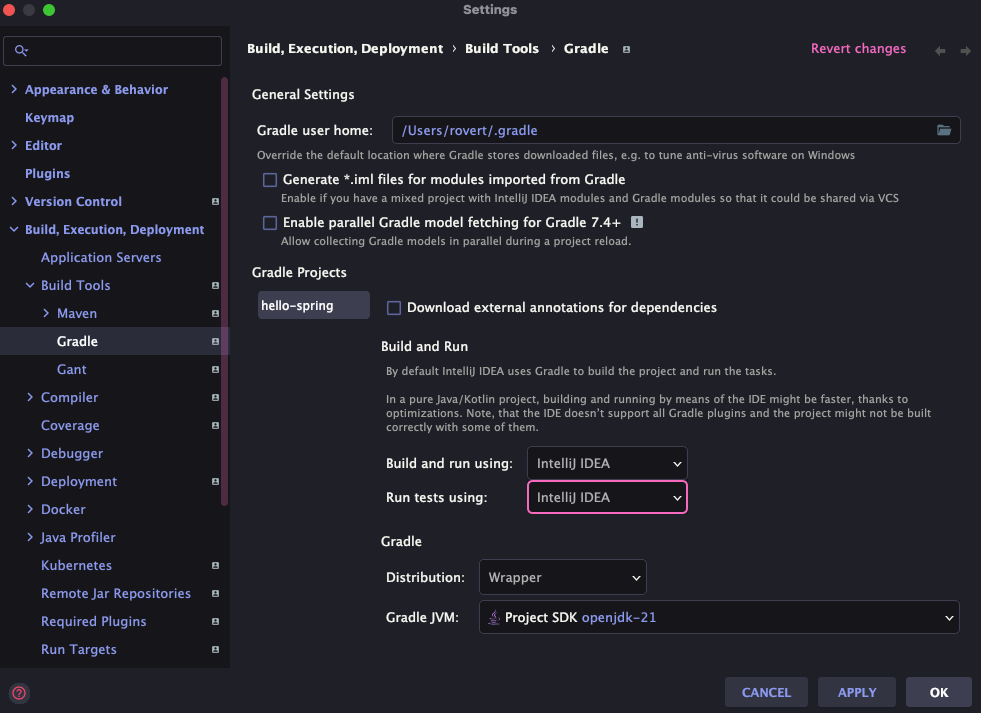 Settings
Build, Execution, Deployment › Build Tools › Gradle
Revert changes
Appearance & Behavior
Keymap
Editor
Plugins
Version Control
Build, Execution, Deployment
Application Servers
Build Tools
Maven
Gradle
Gant
Compiler
Coverage
Debugger
Deployment
Docker
Java Profiler
Kubernetes
Remote Jar Repositories
Required Plugins
Run Targets
General Settings
Gradle user home: /Users/rovert/.gradle
Override the default location where Gradle stores downloaded files, e.g. to tune anti-virus software on Windows
Generate *.iml files for modules imported from Gradle
Enable if you have a mixed project with IntelliJ IDEA modules and Gradle modules so that it could be shared via VCS
Enable parallel Gradle model fetching for Gradle 7.4+ !
Allow collecting Gradle models in parallel during a project reload.
Gradle Projects
hello-spring
Download external annotations for dependencies
Build and Run
By default IntelliJ IDEA uses Gradle to build the project and run the tasks.
In a pure Java/Kotlin project, building and running by means of the IDE might be faster, thanks to
optimizations. Note, that the IDE doesn't support all Gradle plugins and the project might not be built
correctly with some of them.
Build and run using: IntelliJ IDEA
Run tests using: IntelliJ IDEA
Gradle
Distribution: Wrapper
Gradle JVM: Project SDK openjdk-21
?
CANCEL
APPLY
OK